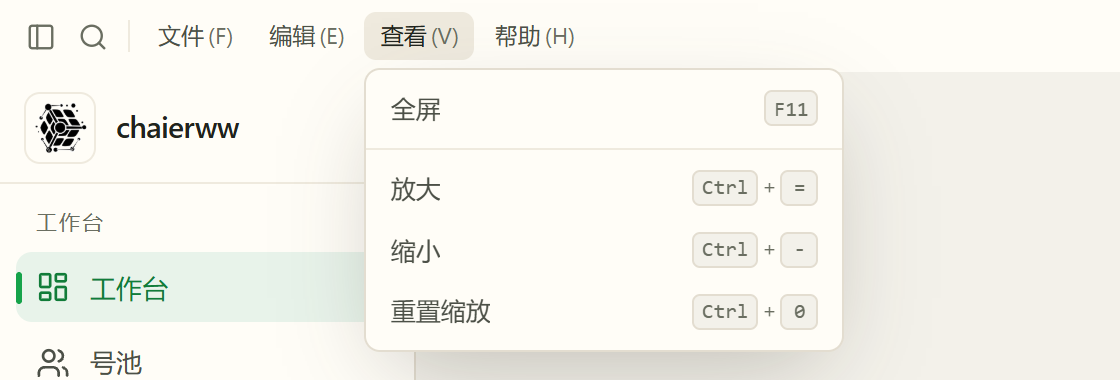 文件(F) 编辑(E) 查看(V) 帮助(H)
全屏 F11
chaierww
放大 Ctrl + =
工作台
缩小 Ctrl + -
工作台
重置缩放 Ctrl + 0
号池